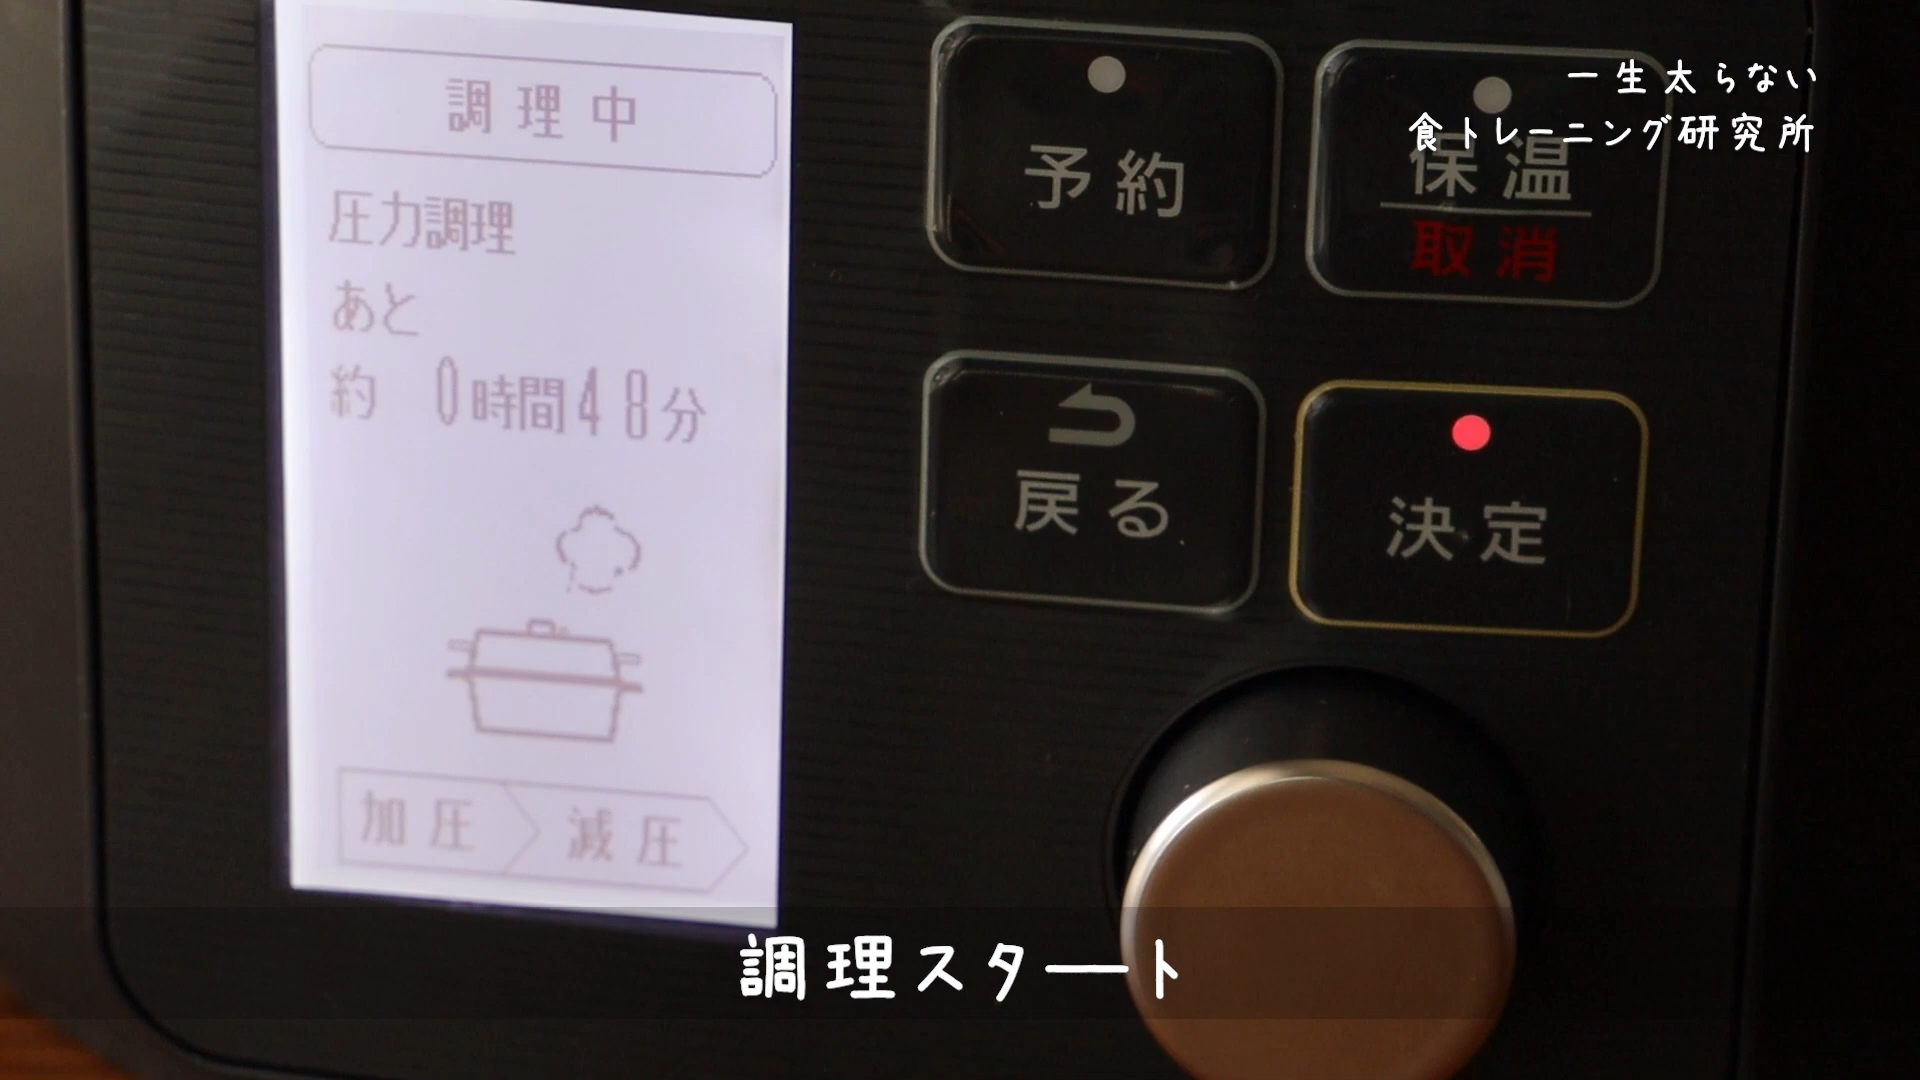 調理中
圧力調理
あと
約 0時間48分
加圧 減圧
予約
保温
取消
戻る
決定
一生太らない
食トレーニング研究所
調理スタート